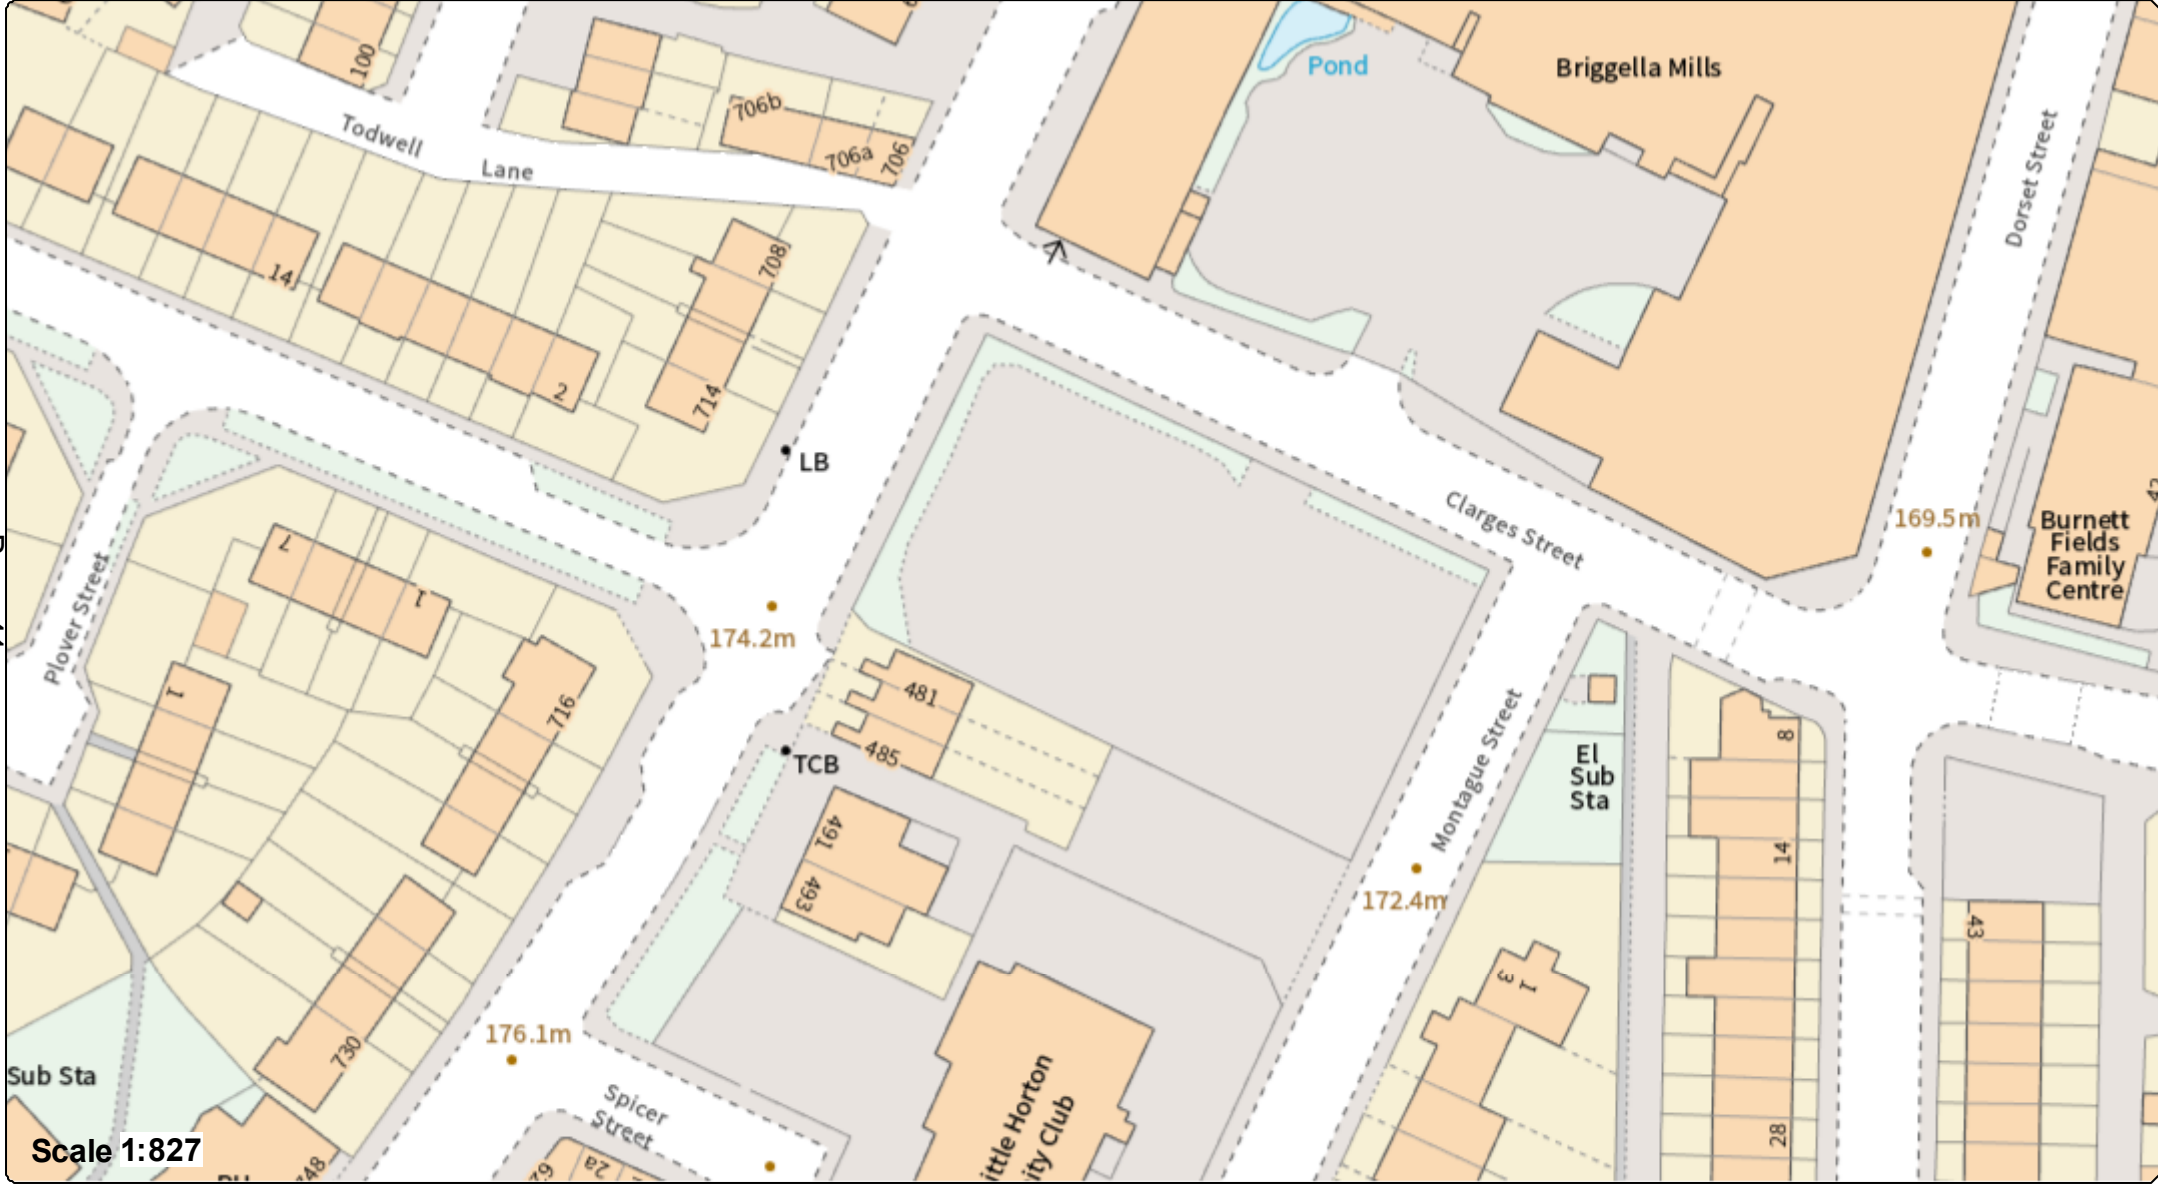 100
706b
706a
706
Pond
Briggella Mills
Todwell
Lane
Dorset Street
14
708
2
714
LB
Clarges Street
169.5m
Burnett
Fields
Family
Centre
42
7
1
Plover Street
174.2m
481
485
716
1
TCB
Montague Street
El
Sub
Sta
8
14
491
493
172.4m
43
3
1
176.1m
730
Sub Sta
Spicer
Street
2a
28
Scale 1:827